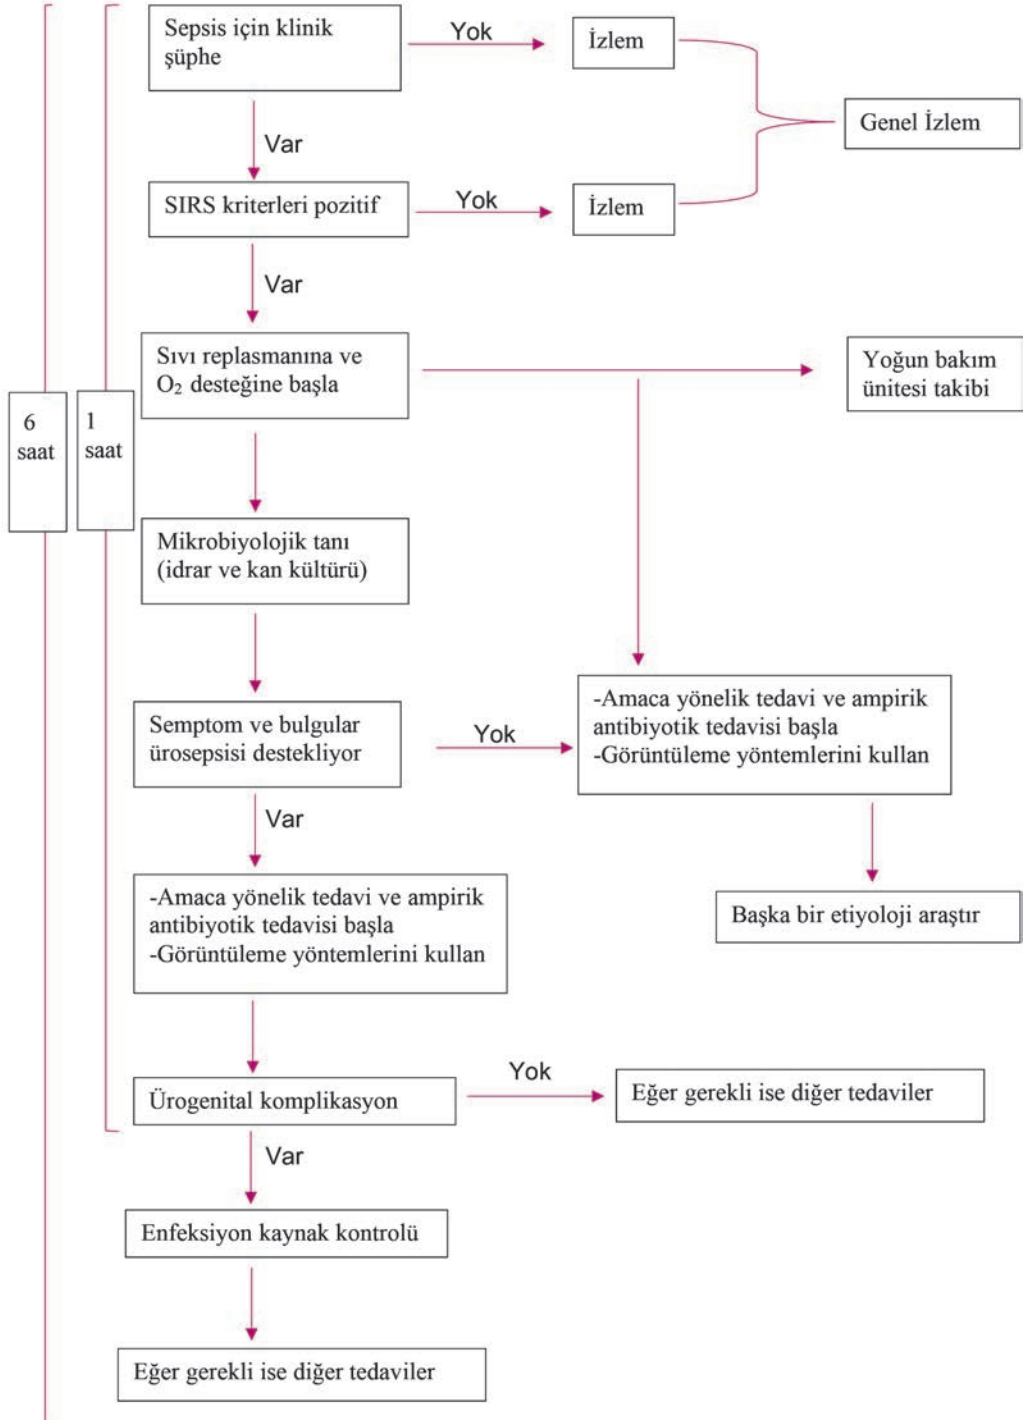 Sepsis için klinik
şüphe
Yok
İzlem
Genel İzlem
Var
SIRS kriterleri pozitif
Yok
İzlem
Var
Sıvı replasmanına ve
O₂ desteğine başla
Yoğun bakım
ünitesi takibi
6
saat
1
saat
Mikrobiyolojik tanı
(idrar ve kan kültürü)
Semptom ve bulgular
ürosepsisi destekliyor
Yok
-Amaca yönelik tedavi ve ampirik
antibiyotik tedavisi başla
-Görüntüleme yöntemlerini kullan
Var
Başka bir etiyoloji araştır
-Amaca yönelik tedavi ve ampirik
antibiyotik tedavisi başla
-Görüntüleme yöntemlerini kullan
Ürogenital komplikasyon
Yok
Eğer gerekli ise diğer tedaviler
Var
Enfeksiyon kaynak kontrolü
Eğer gerekli ise diğer tedaviler